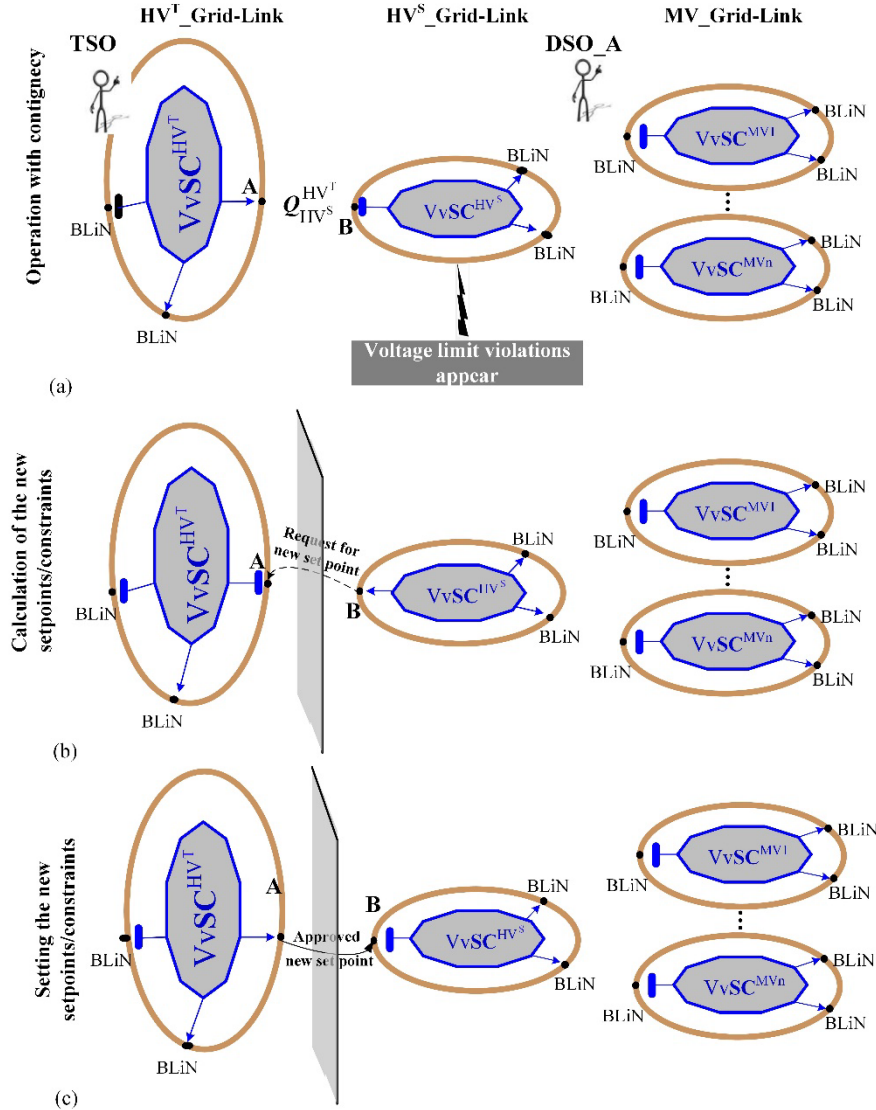 HV^T_Grid-Link
HV^S_Grid-Link
MV_Grid-Link
TSO
DSO_A
Operation with contignecy
VvSC^HV^T
A
BLiN
BLiN
Q^HV^T_HV^S
B
VvSC^HV^S
BLiN
BLiN
Voltage limit violations
appear
BLiN
VvSC^MV1
BLiN
BLiN
⋮
BLiN
VvSC^MVn
BLiN
BLiN
(a)
Calculation of the new
setpoints/constraints
VvSC^HV^T
A
BLiN
BLiN
Request for
new set point
B
VvSC^HV^S
BLiN
BLiN
BLiN
VvSC^MV1
BLiN
BLiN
⋮
BLiN
VvSC^MVn
BLiN
BLiN
(b)
Setting the new
setpoints/constraints
VvSC^HV^T
A
BLiN
BLiN
Approved
new set point
B
VvSC^HV^S
BLiN
BLiN
BLiN
VvSC^MV1
BLiN
BLiN
⋮
BLiN
VvSC^MVn
BLiN
BLiN
(c)